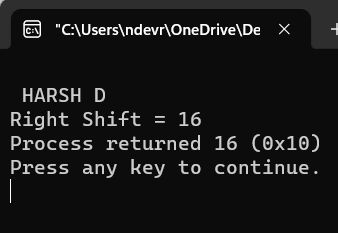 "C:\Users\ndevr\OneDrive\De
HARSH D
Right Shift = 16
Process returned 16 (0x10)
Press any key to continue.